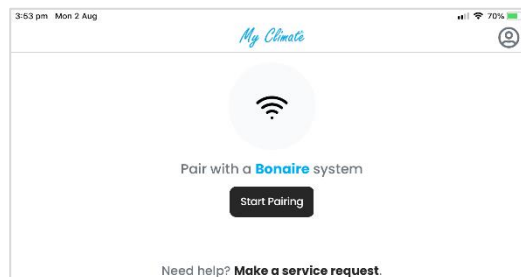 3:53 pm Mon 2 Aug 70%
My Climate
Pair with a Bonaire system
Start Pairing
Need help? Make a service request.